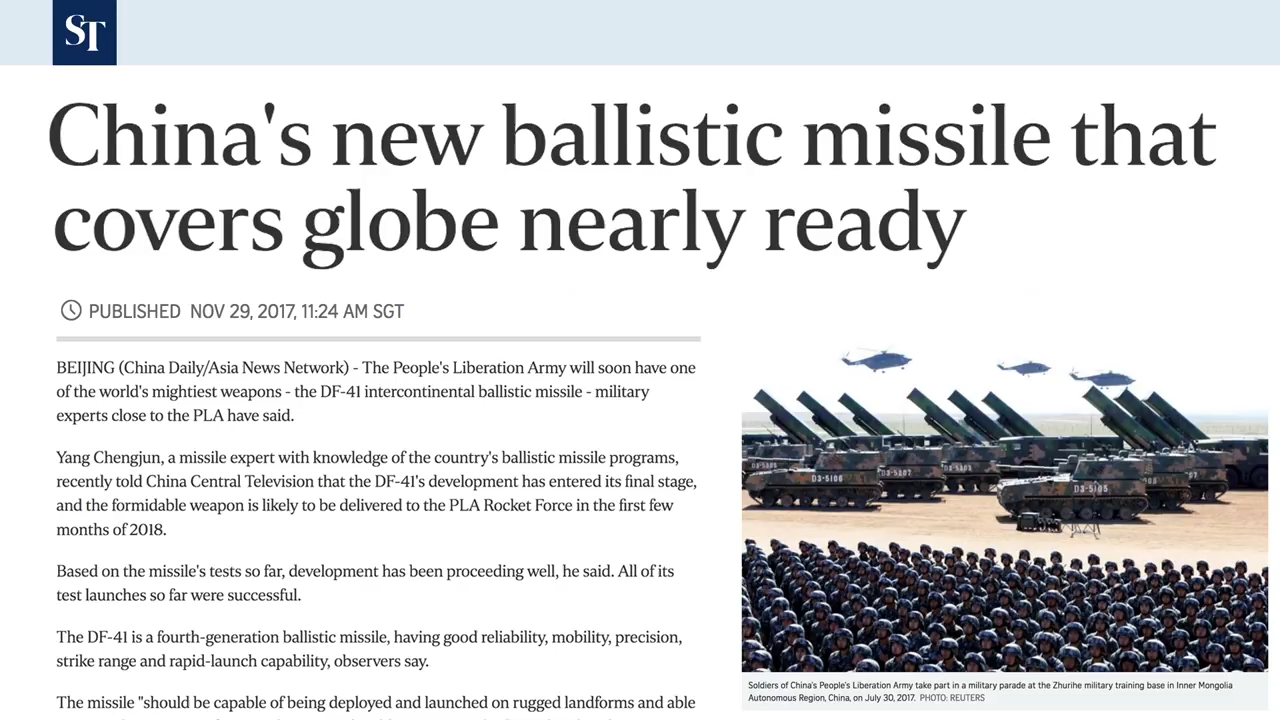 ST
China's new ballistic missile that
covers globe nearly ready
PUBLISHED NOV 29, 2017, 11:24 AM SGT
BEIJING (China Daily/Asia News Network) - The People's Liberation Army will soon have one
of the world's mightiest weapons - the DF-41 intercontinental ballistic missile - military
experts close to the PLA have said.
Yang Chengjun, a missile expert with knowledge of the country's ballistic missile programs,
recently told China Central Television that the DF-41's development has entered its final stage,
and the formidable weapon is likely to be delivered to the PLA Rocket Force in the first few
months of 2018.
Based on the missile's tests so far, development has been proceeding well, he said. All of its
test launches so far were successful.
The DF-41 is a fourth-generation ballistic missile, having good reliability, mobility, precision,
strike range and rapid-launch capability, observers say.
The missile "should be capable of being deployed and launched on rugged landforms and able
D3-5106
D3-5105
Soldiers of China's People's Liberation Army take part in a military parade at the Zhurihe military training base in Inner Mongolia
Autonomous Region, China, on July 30, 2017. PHOTO: REUTERS